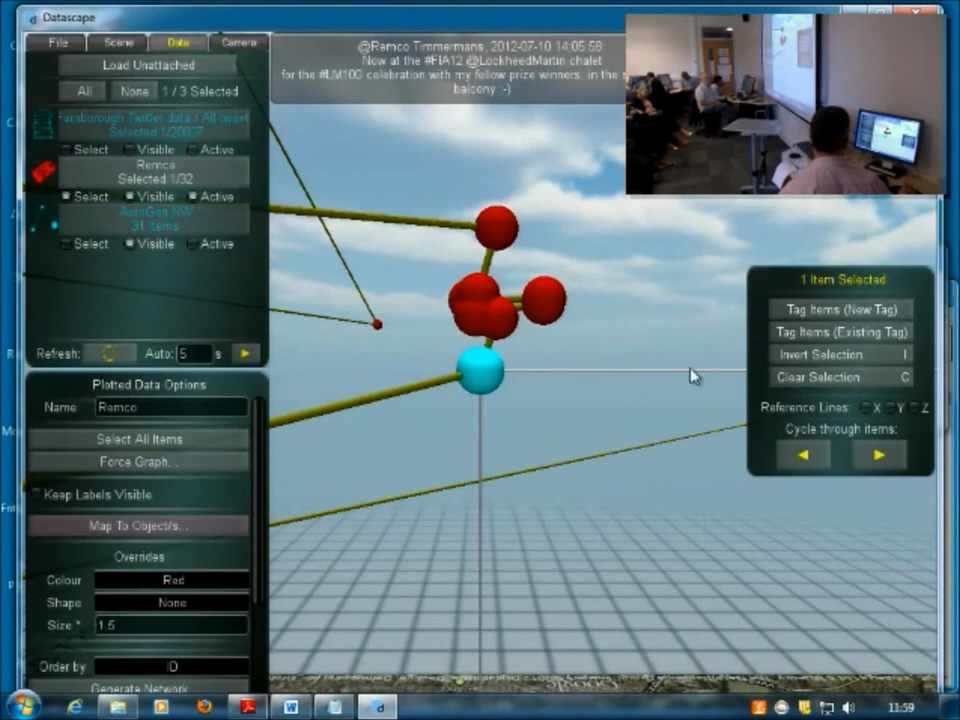 Datascape
File Scene Data Camera
Load Unattached
All None 1 / 3 Selected
Farnborough Twitter data / All tweet
Selected 1/20007
Select Visible Active
Remco
Selected 1/32
Select Visible Active
AutoGen NW
31 Items
Select Visible Active
Refresh: Auto: 5 s
Plotted Data Options
Name Remco
Select All Items
Force Graph...
Keep Labels Visible
Map To Object/s...
Overrides
Colour Red
Shape None
Size * 1.5
Order by ID
Generate Network
@Remco Timmermans, 2012-07-10 14:05:58:
Now at the #FIA12 @LockheedMartin chalet
for the #LM100 celebration with my fellow prize winners, in the
balcony :-)
1 Item Selected
Tag Items (New Tag)
Tag Items (Existing Tag)
Invert Selection I
Clear Selection C
Reference Lines: X Y Z
Cycle through items:
11:59